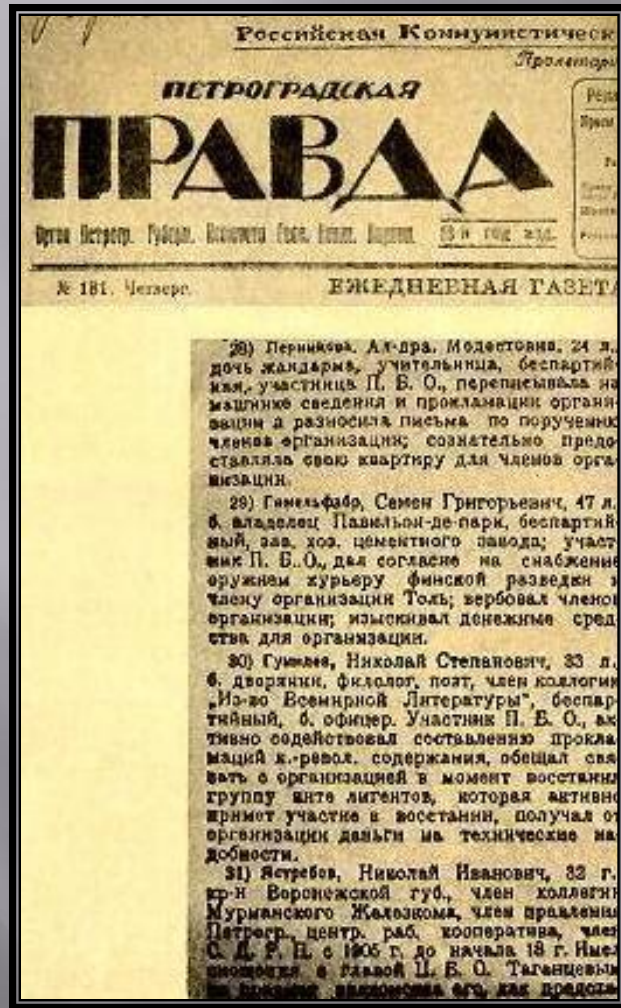 Российская Коммунистическ
Пролетари
ПЕТРОГРАДСКАЯ
ПРАВДА
Орган Петрогр. Губерн.
№ 181. Четверг.
ЕЖЕДНЕВНАЯ ГАЗЕТА
28) Перникова, Ал-дра. Модестовна, 24 л.,
дочь жандарма, учительница, беспартий-
ная, участница П. Б. О., переписывала на
машинке сведения и прокламации органи-
зации и разносила письма по поручению
членов организации; сознательно предо-
ставляла свою квартиру для членов орга-
низации.
29) Гимельфарб, Семен Григорьевич, 47 л.
б. владелец Павильон-де-пари, беспартий-
ный, зав. хоз. цементного завода; участ-
ник П. Б. О., дал согласие на снабжение
оружием курьеру финской разведки и
члену организации Толь; вербовал членов
организации; изыскивал денежные сред-
ства для организации.
30) Гумилев, Николай Степанович, 33 л.
б. дворянин, филолог, поэт, член коллегии
„Из-во Всемирной Литературы", беспар-
тийный, б. офицер. Участник П. Б. О., ак-
тивно содействовал составлению прокла-
маций к.-револ. содержания, обещал свя-
зать с организацией в момент восстания
группу инте лигентов, которая активно
примет участие в восстании, получал от
организации деньги на технические на-
добности.
31) Ястребов, Николай Иванович, 32 г.
кр-н Воронежской губ., член коллегии
Мурманского Железкома, член правления
Петрогр. центр. раб. кооператива, член
С. Д. Р. П. с 1905 г. до начала 18 г. Имел
сношения с главой П. Б. О. Таганцевым
его, как предста-